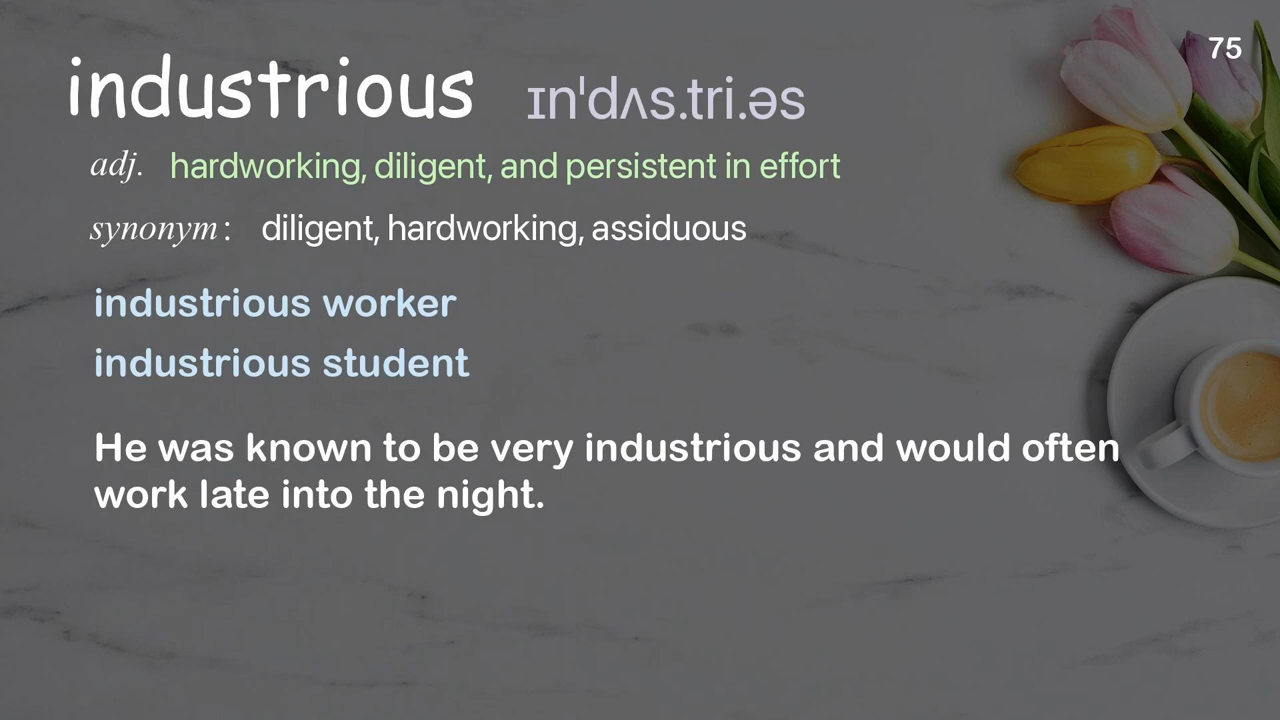 75
industrious ɪnˈdʌs.tri.əs
adj. hardworking, diligent, and persistent in effort
synonym: diligent, hardworking, assiduous
industrious worker
industrious student
He was known to be very industrious and would often
work late into the night.